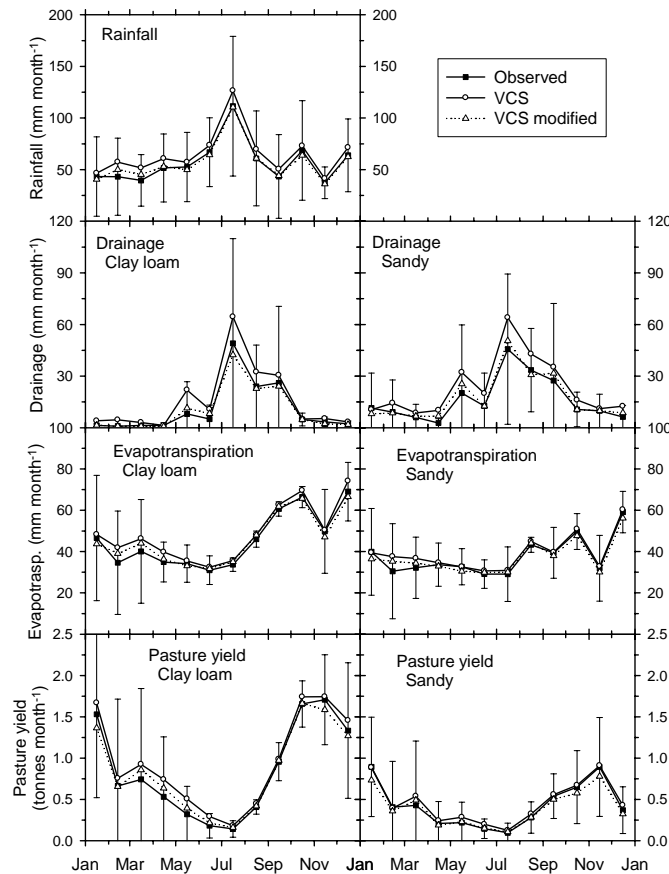 200 200
Rainfall
Observed
VCS
VCS modified
150 150
100 100
50 50
Rainfall (mm month-1)
120 120
Drainage
Clay loam
Drainage
Sandy
90 90
60 60
30 30
Drainage (mm month-1)
100 100
Evapotranspiration
Clay loam
Evapotranspiration
Sandy
80 80
60 60
40 40
20 20
Evapotrasp. (mm month-1)
2.5 2.5
Pasture yield
Clay loam
Pasture yield
Sandy
2.0 2.0
1.5 1.5
1.0 1.0
0.5 0.5
0.0 0.0
Pasture yield
(tonnes month-1)
Jan Mar May Jul Sep Nov Jan Mar May Jul Sep Nov Jan